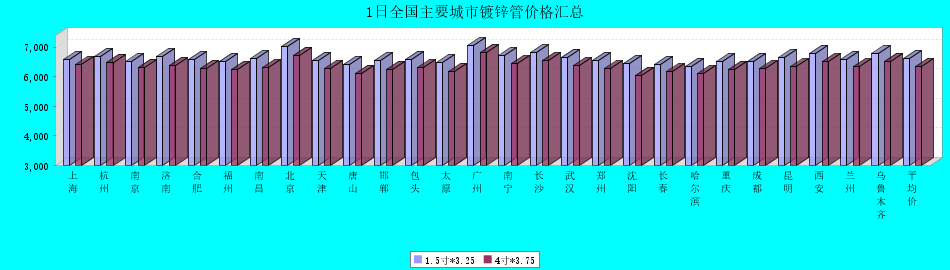 1日全国主要城市镀锌管价格汇总
7,000
6,000
5,000
4,000
3,000
上海
杭州
南京
济南
合肥
福州
南昌
北京
天津
唐山
邯郸
包头
太原
广州
南宁
长沙
武汉
郑州
沈阳
长春
哈尔滨
重庆
成都
昆明
西安
兰州
乌鲁木齐
平均价
1.5寸*3.25
4寸*3.75